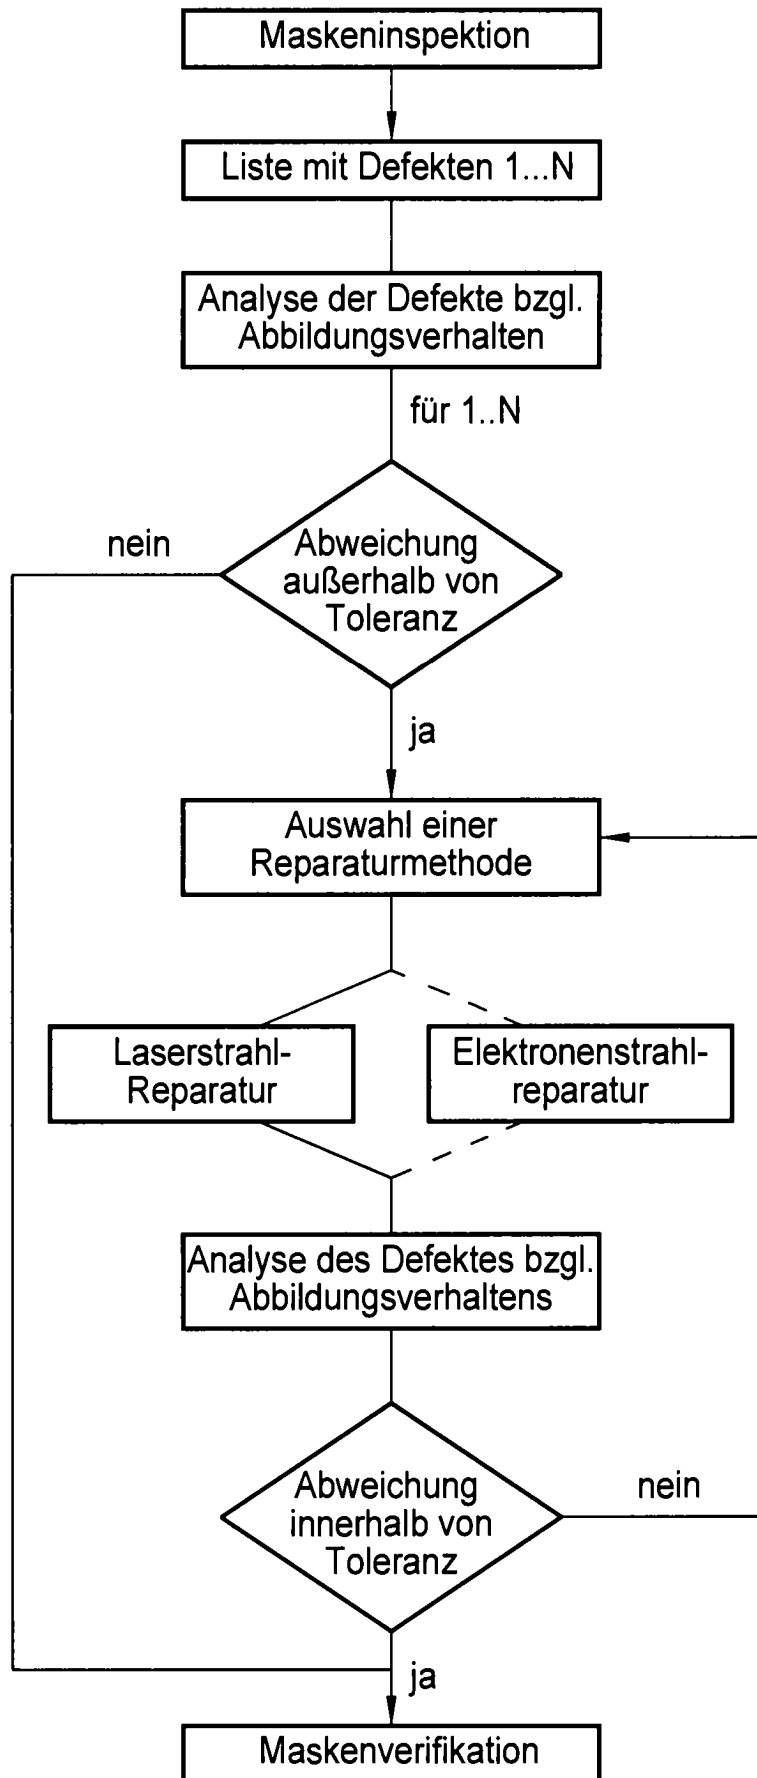 Maskeninspektion
Liste mit Defekten 1...N
Analyse der Defekte bzgl.
Abbildungsverhalten
für 1..N
nein
Abweichung
außerhalb von
Toleranz
ja
Auswahl einer
Reparaturmethode
Laserstrahl-
Reparatur
Elektronenstrahl-
reparatur
Analyse des Defektes bzgl.
Abbildungsverhaltens
Abweichung
innerhalb von
Toleranz
nein
ja
Maskenverifikation